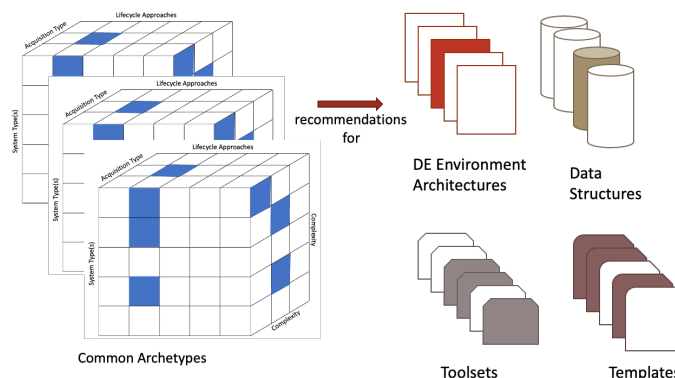 Lifecycle Approaches
Acquisition Type
System Type(s)
Lifecycle Approaches
Acquisition Type
System Type(s)
Lifecycle Approaches
Acquisition Type
System Type(s)
Complexity
Complexity
Common Archetypes
recommendations
for
DE Environment
Architectures
Data
Structures
Toolsets
Templates